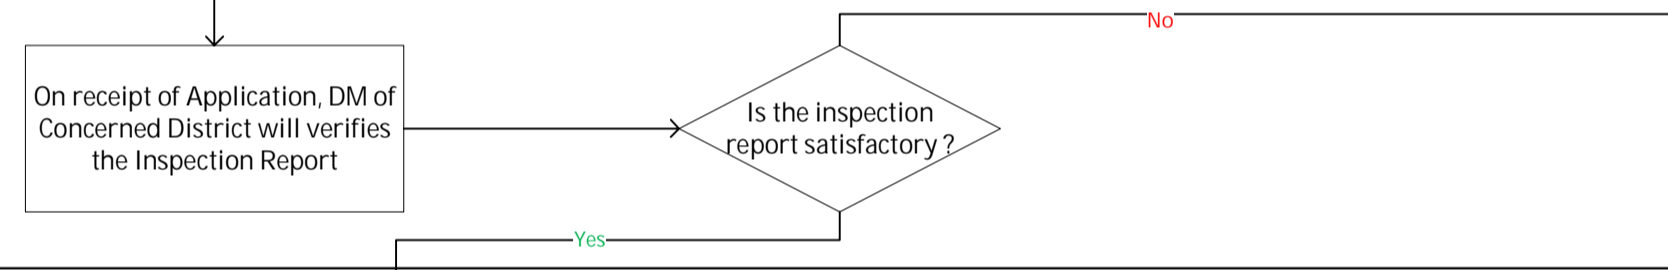 No
On receipt of Application, DM of
Concerned District will verifies
the Inspection Report
Is the inspection
report satisfactory ?
Yes